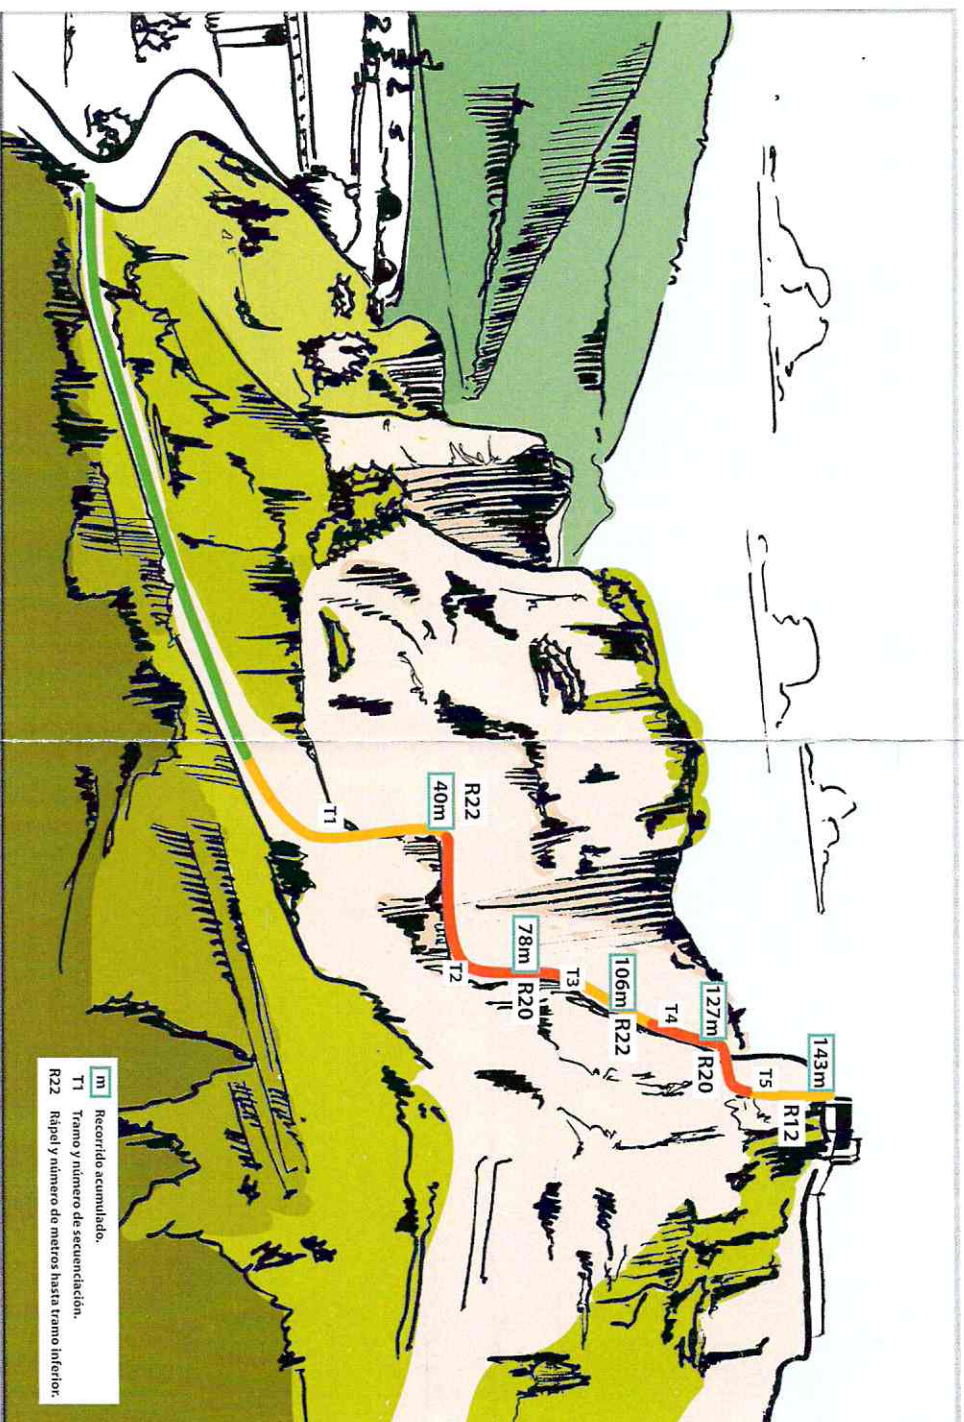 143m
T5
R12
127m
T4
R20
106m
R22
T3
78m
R20
T2
R22
40m
T1
m Recorrido acumulado.
T1 Tramo y número de secuenciación.
R22 Rápel y número de metros hasta tramo inferior.